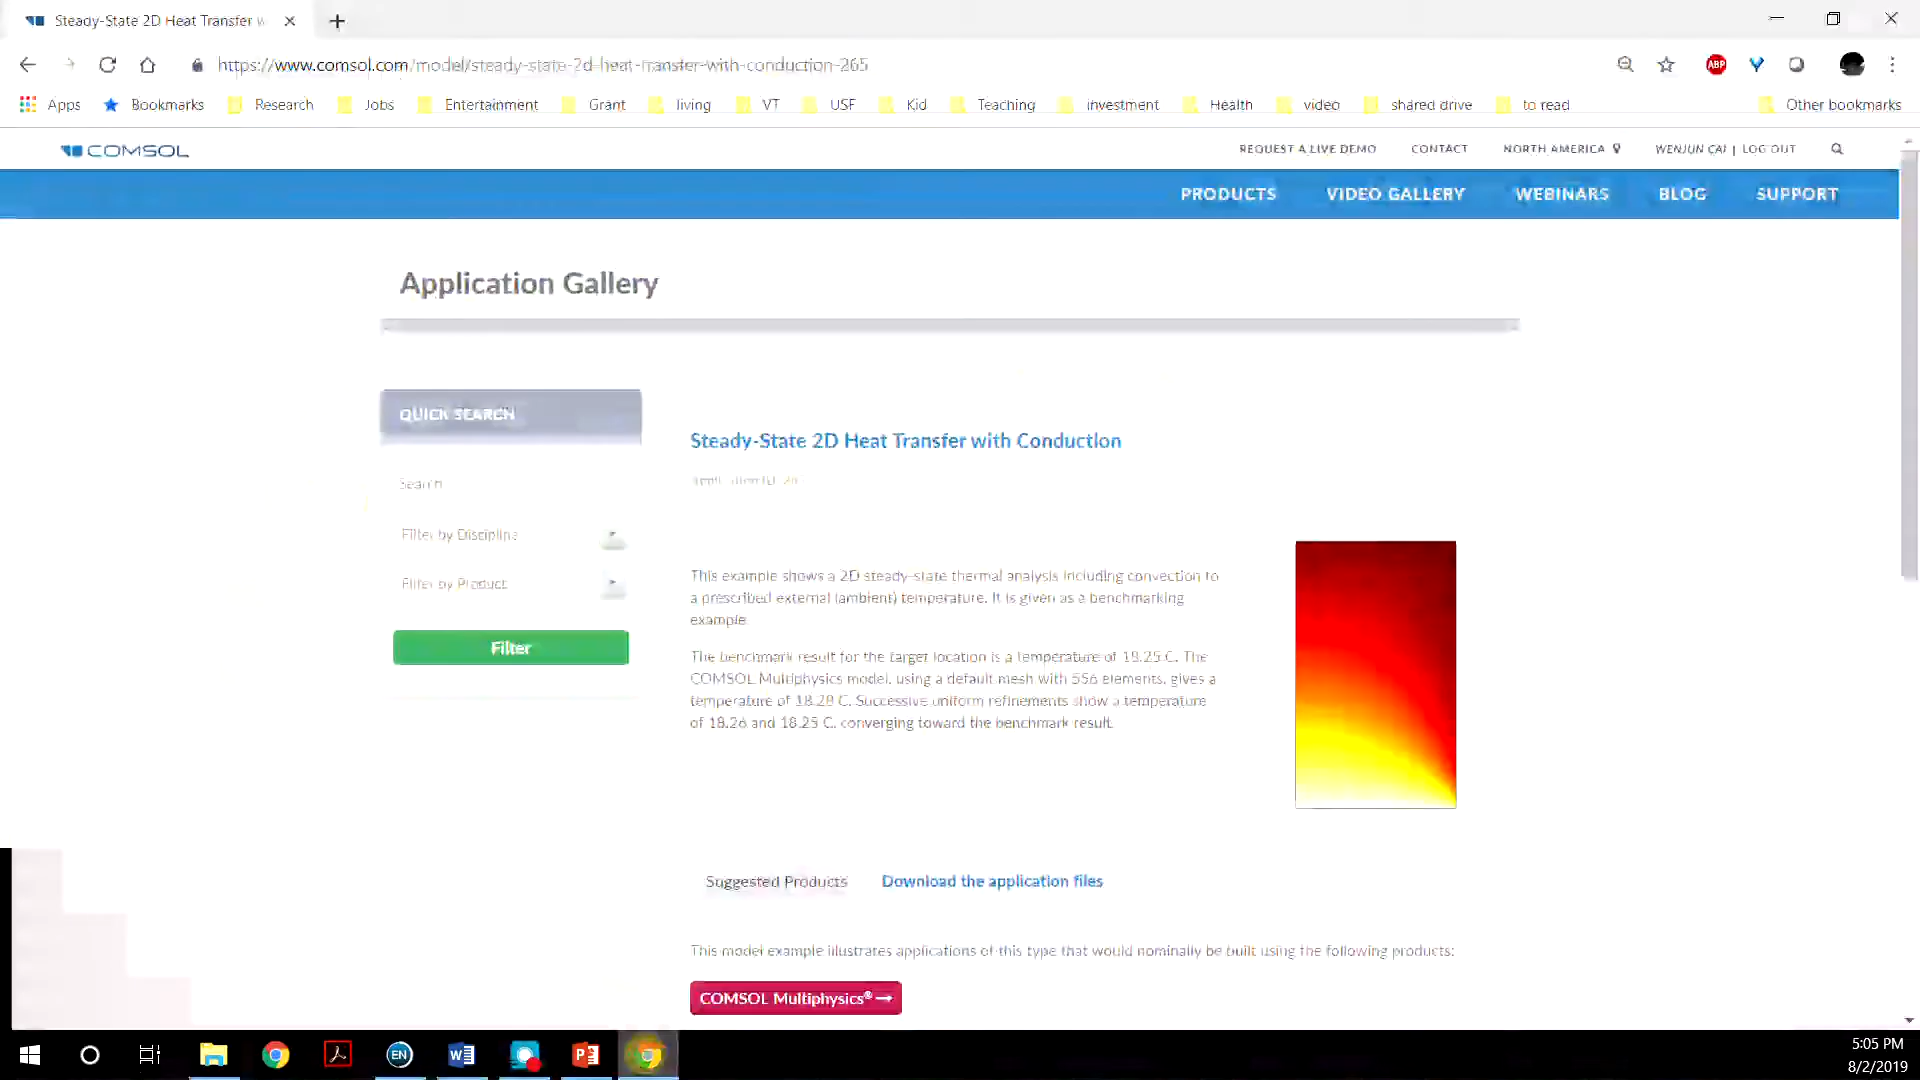 Steady-State 2D Heat Transfer w
https://www.comsol.com/model/steady-state-2d-heat-transfer-with-conduction-265
ABP
Apps Bookmarks Research Jobs Entertainment Grant living VT USF Kid Teaching investment Health video shared drive to read Other bookmarks
COMSOL
REQUEST A LIVE DEMO CONTACT NORTH AMERICA WENJUN CAI | LOG OUT
PRODUCTS VIDEO GALLERY WEBINARS BLOG SUPPORT
Application Gallery
QUICK SEARCH
Search
Filter by Discipline
Filter by Product
Filter
Steady-State 2D Heat Transfer with Conduction
This example shows a 2D steady-state thermal analysis including convection to
a prescribed external (ambient) temperature. It is given as a benchmarking
example.
The benchmark result for the target location is a temperature of 18.25 C. The
COMSOL Multiphysics model, using a default mesh with 556 elements, gives a
temperature of 18.28 C. Successive uniform refinements show a temperature
of 18.26 and 18.25 C, converging toward the benchmark result.
Suggested Products Download the application files
This model example illustrates applications of this type that would nominally be built using the following products:
COMSOL Multiphysics® →
EN
5:05 PM
8/2/2019